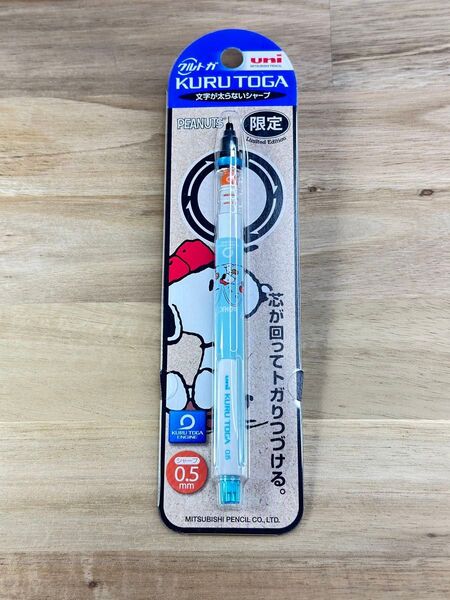 クルトガ
uni
MITSUBISHI PENCIL
KURU TOGA
文字が太らないシャープ
PEANUTS
限定
Limited Edition
芯が回ってトガりつづける。
uni KURU TOGA 0.5
KURU TOGA
ENGINE
シャープ
0.5
mm
MITSUBISHI PENCIL CO., LTD.